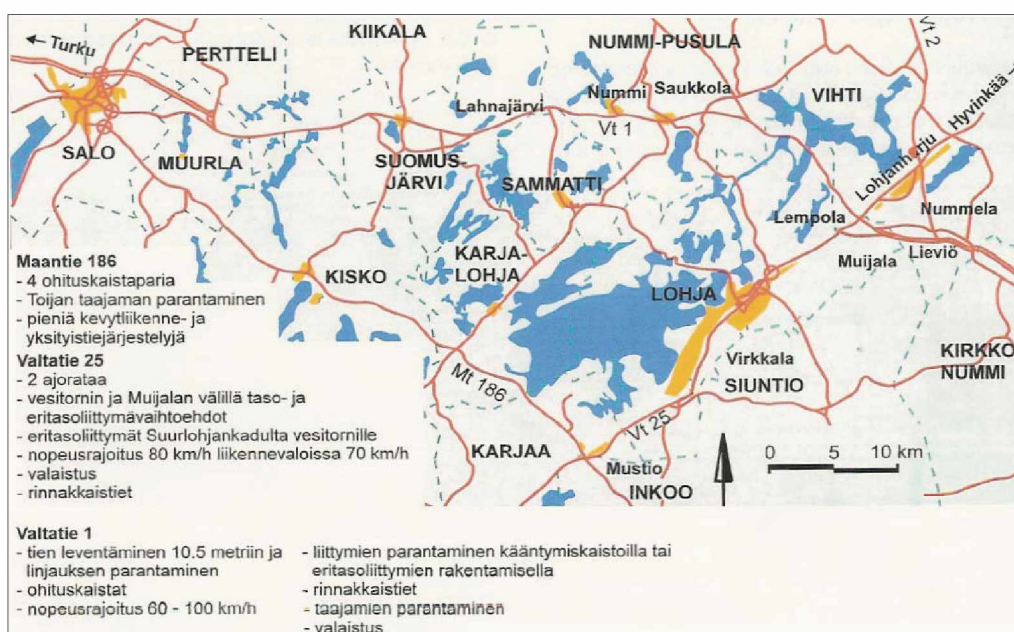 ← Turku
PERTTELI
KIIKALA
NUMMI-PUSULA
Vt 2
Nummi
Saukkola
VIHTI
Hyvinkää
Lahnajärvi
Vt 1
SALO
MUURLA
SUOMUS-
JÄRVI
SAMMATTI
Lohjanharju
Lempola
Nummela
KARJA-
LOHJA
Muijala
Lieviö
KISKO
LOHJA
Virkkala
SIUNTIO
KIRKKO
NUMMI
Mt 186
Vt 25
KARJAA
Mustio
INKOO
0 5 10 km
Maantie 186
- 4 ohituskaistaparia
- Toijan taajaman parantaminen
- pieniä kevytliikenne- ja
yksityistiejärjestelyjä
Valtatie 25
- 2 ajorataa
- vesitornin ja Muijalan välillä taso- ja
eritasoliittymävaihtoehdot
- eritasoliittymät Suurlohjankadulta vesitornille
- nopeusrajoitus 80 km/h liikennevaloissa 70 km/h
- valaistus
- rinnakkaistiet
Valtatie 1
- tien leventäminen 10.5 metriin ja
linjauksen parantaminen
- ohituskaistat
- nopeusrajoitus 60 - 100 km/h
- liittymien parantaminen kääntymiskaistoilla tai
eritasoliittymien rakentamisella
- rinnakkaistiet
- taajamien parantaminen
- valaistus